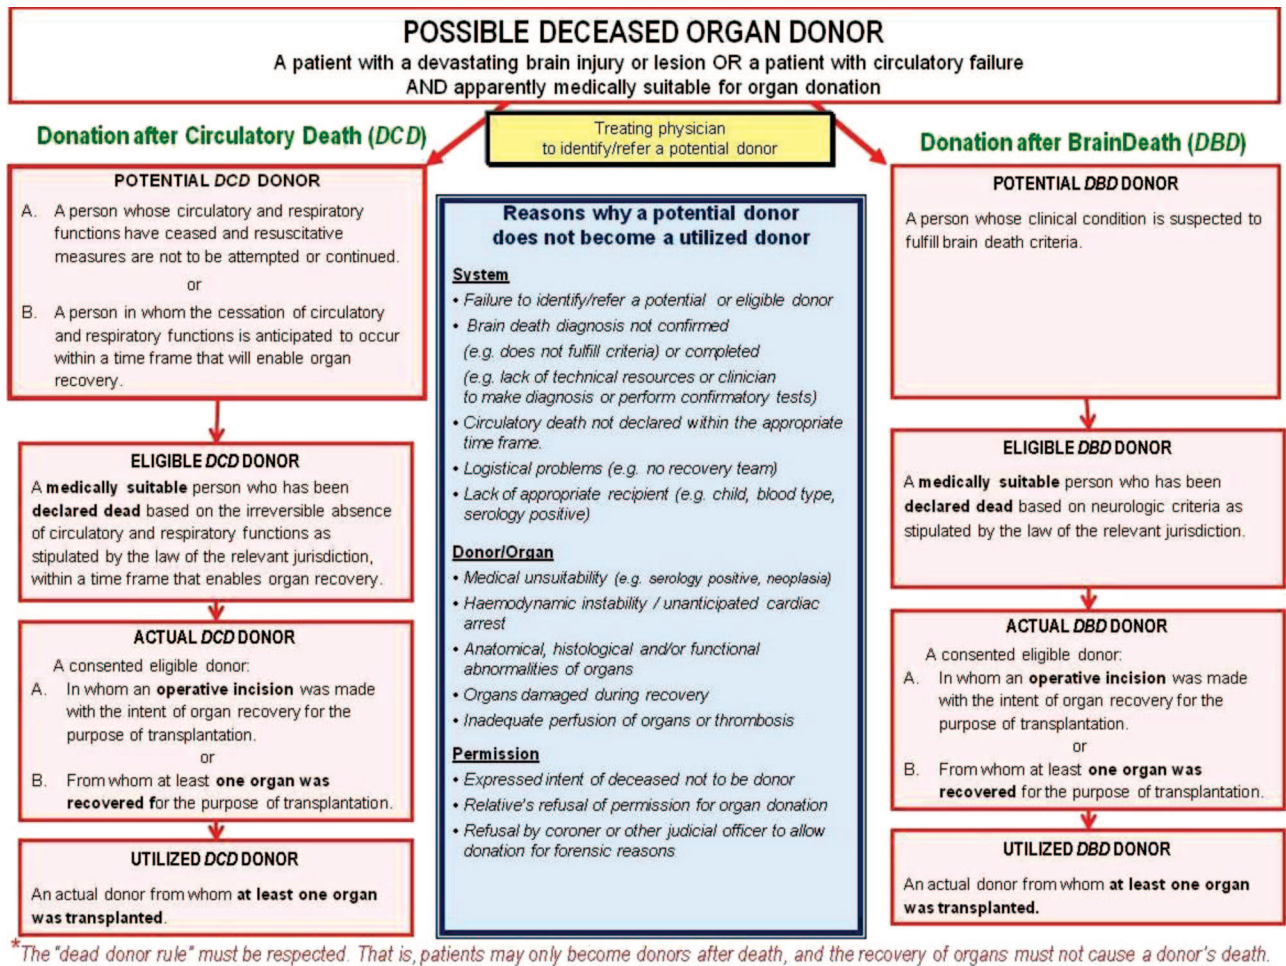 POSSIBLE DECEASED ORGAN DONOR
A patient with a devastating brain injury or lesion OR a patient with circulatory failure
AND apparently medically suitable for organ donation
Treating physician
to identify/refer a potential donor
Donation after Circulatory Death (DCD)
POTENTIAL DCD DONOR
A. A person whose circulatory and respiratory
functions have ceased and resuscitative
measures are not to be attempted or continued.
or
B. A person in whom the cessation of circulatory
and respiratory functions is anticipated to occur
within a time frame that will enable organ
recovery.
ELIGIBLE DCD DONOR
A medically suitable person who has been
declared dead based on the irreversible absence
of circulatory and respiratory functions as
stipulated by the law of the relevant jurisdiction,
within a time frame that enables organ recovery.
ACTUAL DCD DONOR
A consented eligible donor:
A. In whom an operative incision was made
with the intent of organ recovery for the
purpose of transplantation.
or
B. From whom at least one organ was
recovered for the purpose of transplantation.
UTILIZED DCD DONOR
An actual donor from whom at least one organ
was transplanted.
Reasons why a potential donor
does not become a utilized donor
System
• Failure to identify/refer a potential or eligible donor
• Brain death diagnosis not confirmed
(e.g. does not fulfill criteria) or completed
(e.g. lack of technical resources or clinician
to make diagnosis or perform confirmatory tests)
• Circulatory death not declared within the appropriate
time frame.
• Logistical problems (e.g. no recovery team)
• Lack of appropriate recipient (e.g. child, blood type,
serology positive)
Donor/Organ
• Medical unsuitability (e.g. serology positive, neoplasia)
• Haemodynamic instability / unanticipated cardiac
arrest
• Anatomical, histological and/or functional
abnormalities of organs
• Organs damaged during recovery
• Inadequate perfusion of organs or thrombosis
Permission
• Expressed intent of deceased not to be donor
• Relative's refusal of permission for organ donation
• Refusal by coroner or other judicial officer to allow
donation for forensic reasons
Donation after BrainDeath (DBD)
POTENTIAL DBD DONOR
A person whose clinical condition is suspected to
fulfill brain death criteria.
ELIGIBLE DBD DONOR
A medically suitable person who has been
declared dead based on neurologic criteria as
stipulated by the law of the relevant jurisdiction.
ACTUAL DBD DONOR
A consented eligible donor:
A. In whom an operative incision was made
with the intent of organ recovery for the
purpose of transplantation.
or
B. From whom at least one organ was
recovered for the purpose of transplantation.
UTILIZED DBD DONOR
An actual donor from whom at least one organ
was transplanted.
*The "dead donor rule" must be respected. That is, patients may only become donors after death, and the recovery of organs must not cause a donor's death.